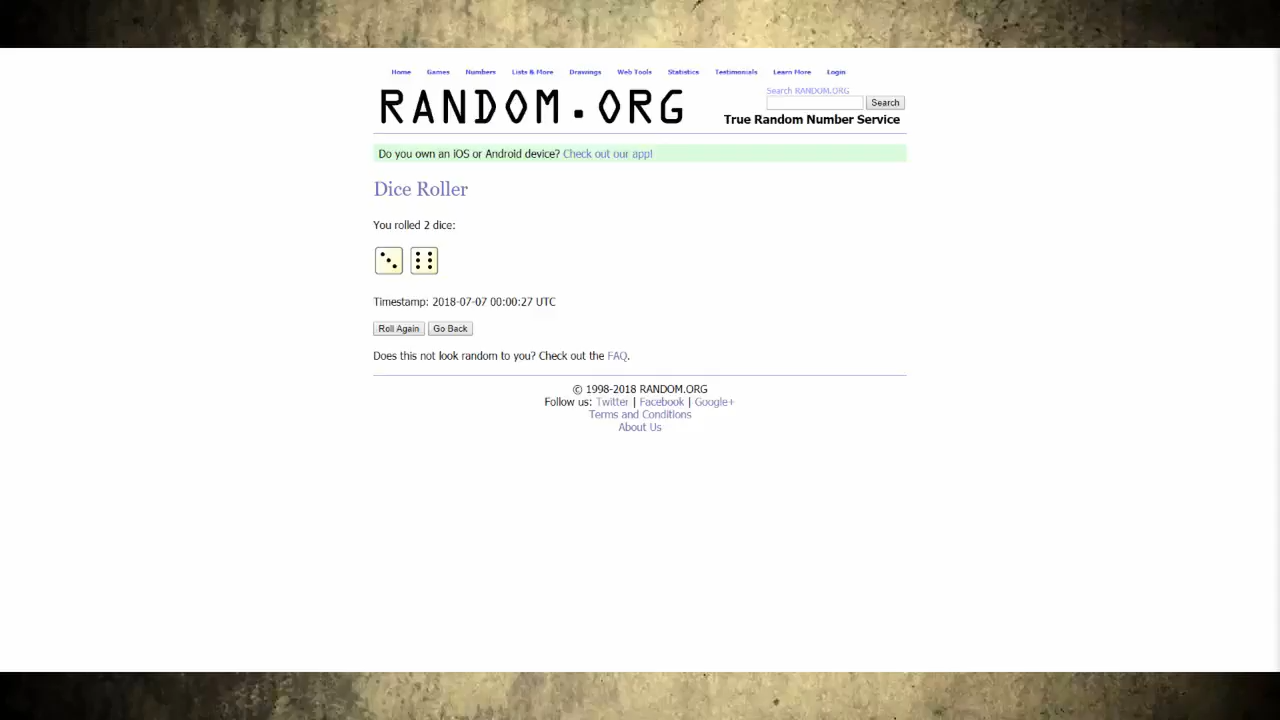 Home Games Numbers Lists & More Drawings Web Tools Statistics Testimonials Learn More Login
RANDOM.ORG
Search RANDOM.ORG
Search
True Random Number Service
Do you own an iOS or Android device? Check out our app!
Dice Roller
You rolled 2 dice:
Timestamp: 2018-07-07 00:00:27 UTC
Roll Again Go Back
Does this not look random to you? Check out the FAQ.
© 1998-2018 RANDOM.ORG
Follow us: Twitter | Facebook | Google+
Terms and Conditions
About Us